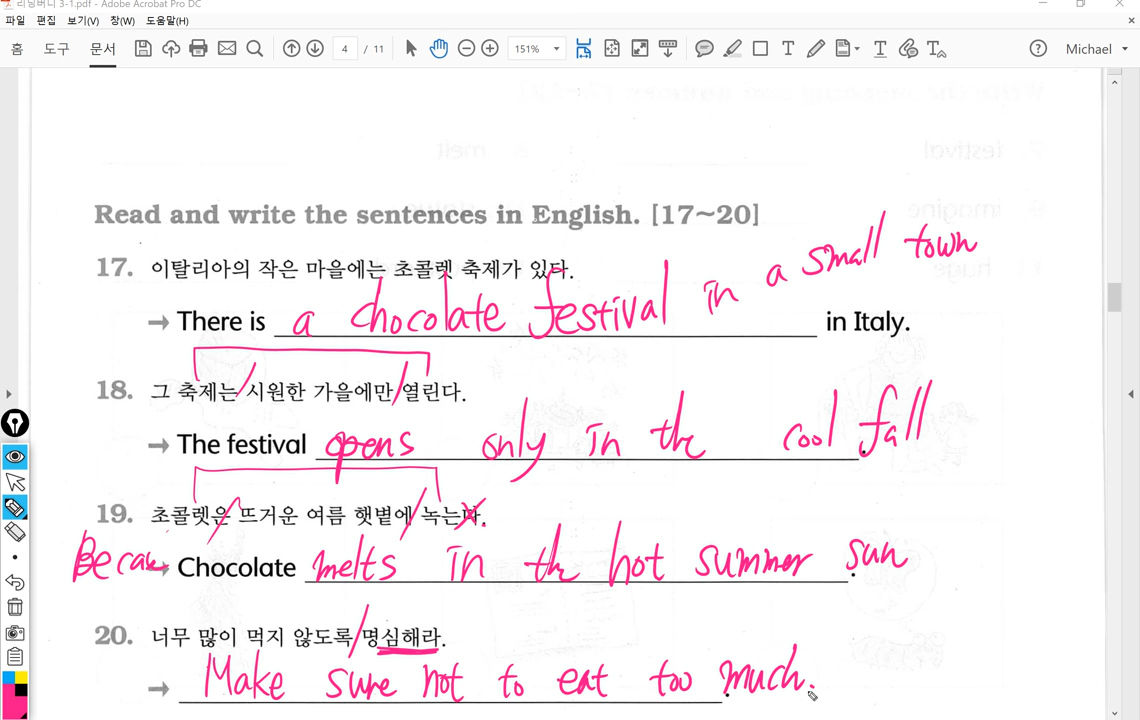 리딩버디 3-1.pdf - Adobe Acrobat Pro DC
파일 편집 보기(V) 창(W) 도움말(H)
홈 도구 문서 4 / 11 151% Michael
festival melt
imagine
huge
Read and write the sentences in English. [17~20]
17. 이탈리아의 작은 마을에는 초콜렛 축제가 있다.
→ There is a chocolate festival in a small town in Italy.
18. 그 축제는 시원한 가을에만 열린다.
→ The festival opens only in the cool fall.
19. 초콜렛은 뜨거운 여름 햇볕에 녹는다.
Becau → Chocolate melts in the hot summer sun.
20. 너무 많이 먹지 않도록 명심해라.
→ Make sure not to eat too much.